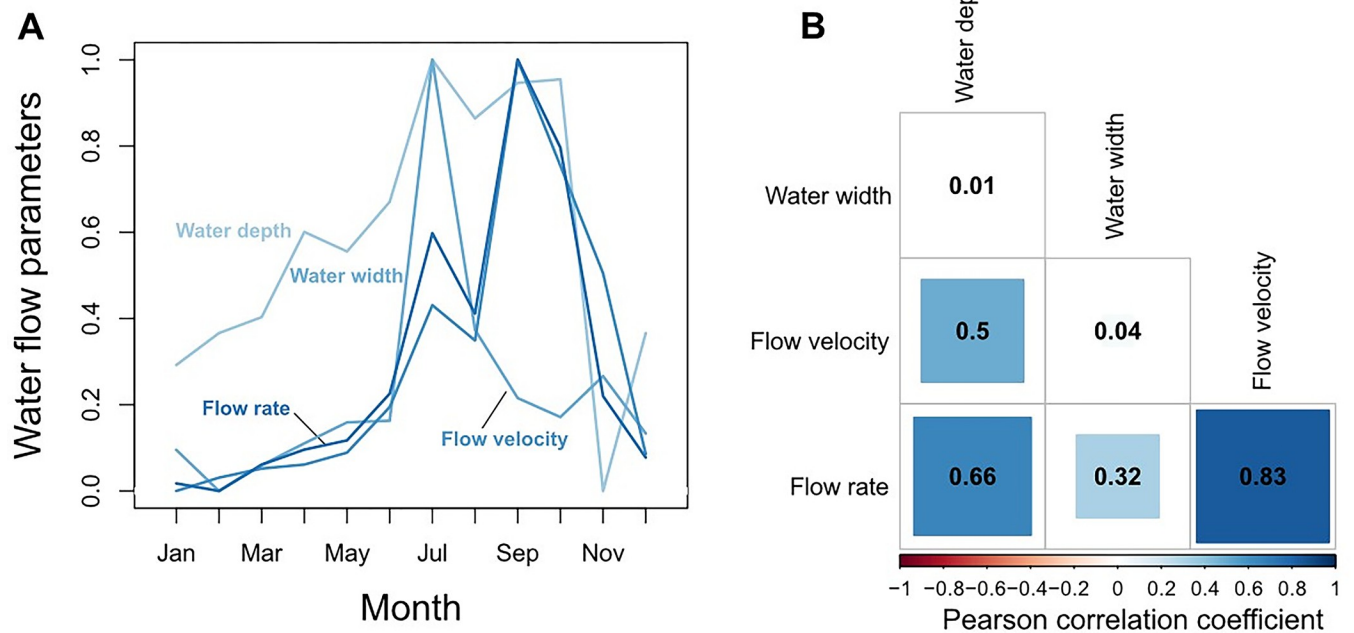 A
Water flow parameters
1.0
0.8
0.6
0.4
0.2
0.0
Water depth
Water width
Flow rate
Flow velocity
Jan Mar May Jul Sep Nov
Month
B
Water dep
Water width
Flow velocity
Water width
0.01
Flow velocity
0.5 0.04
Flow rate
0.66 0.32 0.83
−1 −0.8 −0.6 −0.4 −0.2 0 0.2 0.4 0.6 0.8 1
Pearson correlation coefficient